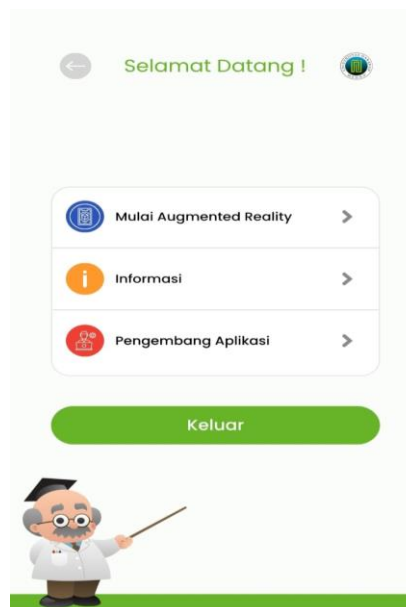 Selamat Datang !
Mulai Augmented Reality
Informasi
Pengembang Aplikasi
Keluar